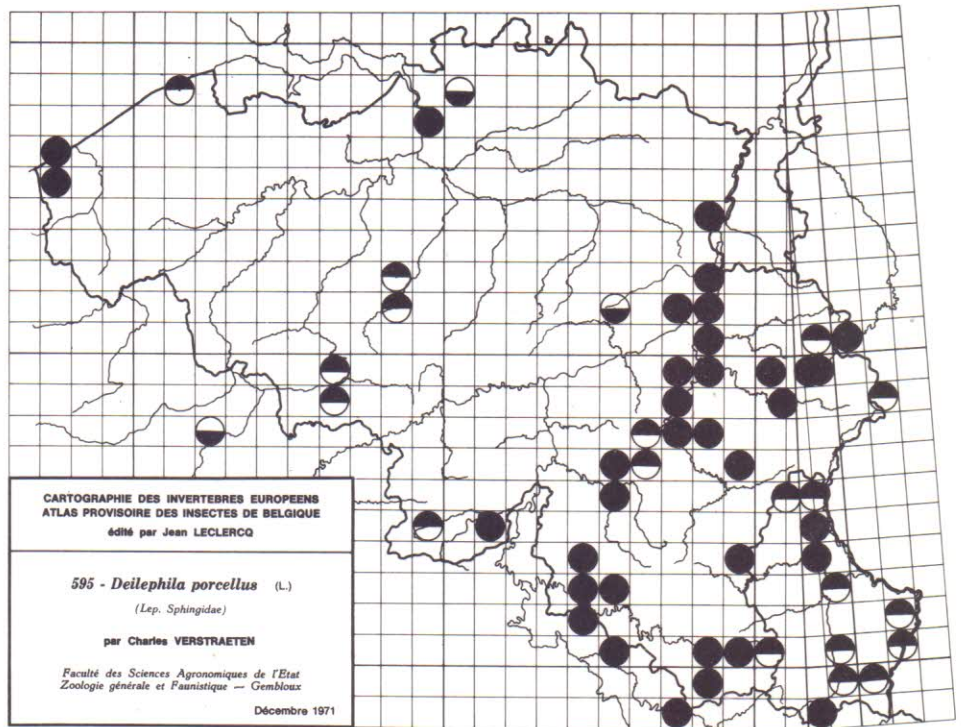 CARTOGRAPHIE DES INVERTEBRES EUROPEENS
ATLAS PROVISOIRE DES INSECTES DE BELGIQUE
édité par Jean LECLERCQ
595 - Deilephila porcellus (L.)
(Lep. Sphingidae)
par Charles VERSTRAETEN
Faculté des Sciences Agronomiques de l'Etat
Zoologie générale et Faunistique — Gembloux
Décembre 1971